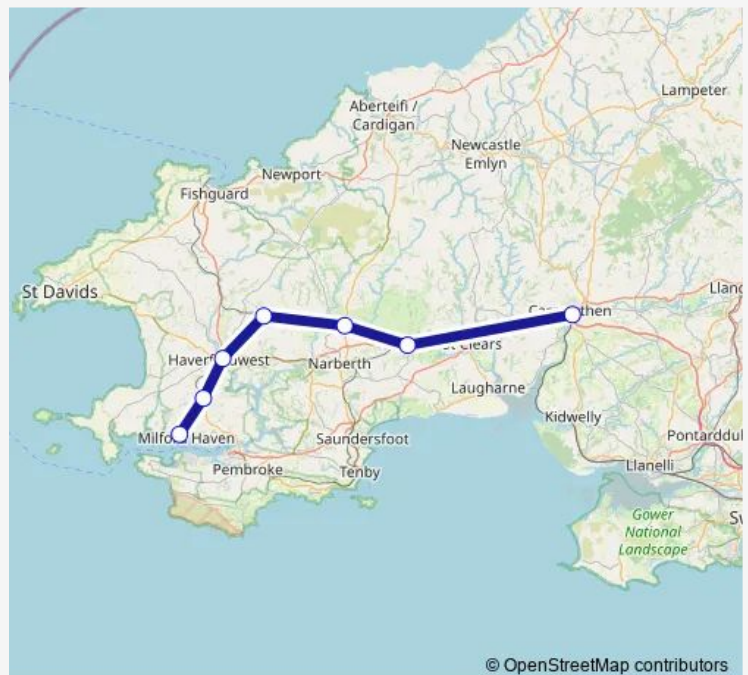 Lampeter
Aberteifi /
Cardigan
Newcastle
Emlyn
Newport
Fishguard
St Davids
Haverfordwest
Narberth
Laugharne
Kidwelly
Milford Haven
Saundersfoot
Pembroke
Tenby
Pontarddul
Llanelli
Gower
National
Landscape
© OpenStreetMap contributors